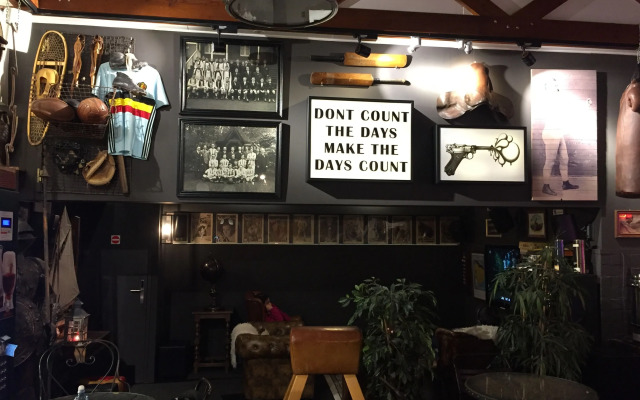 DONT COUNT
THE DAYS
MAKE THE
DAYS COUNT